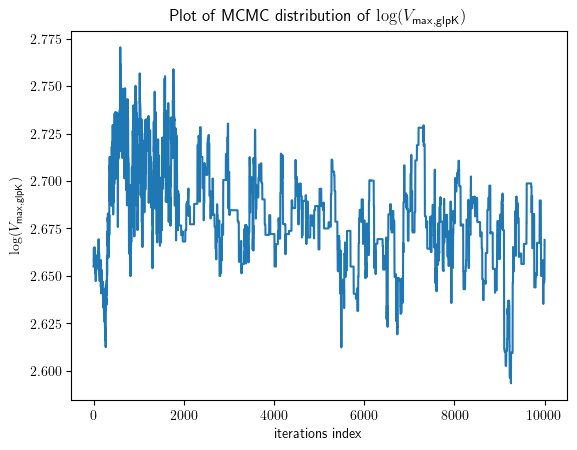 Plot of MCMC distribution of log(V_max,glpK)
2.775
2.750
2.725
2.700
2.675
2.650
2.625
2.600
log(V_max,glpK)
0 2000 4000 6000 8000 10000
iterations index